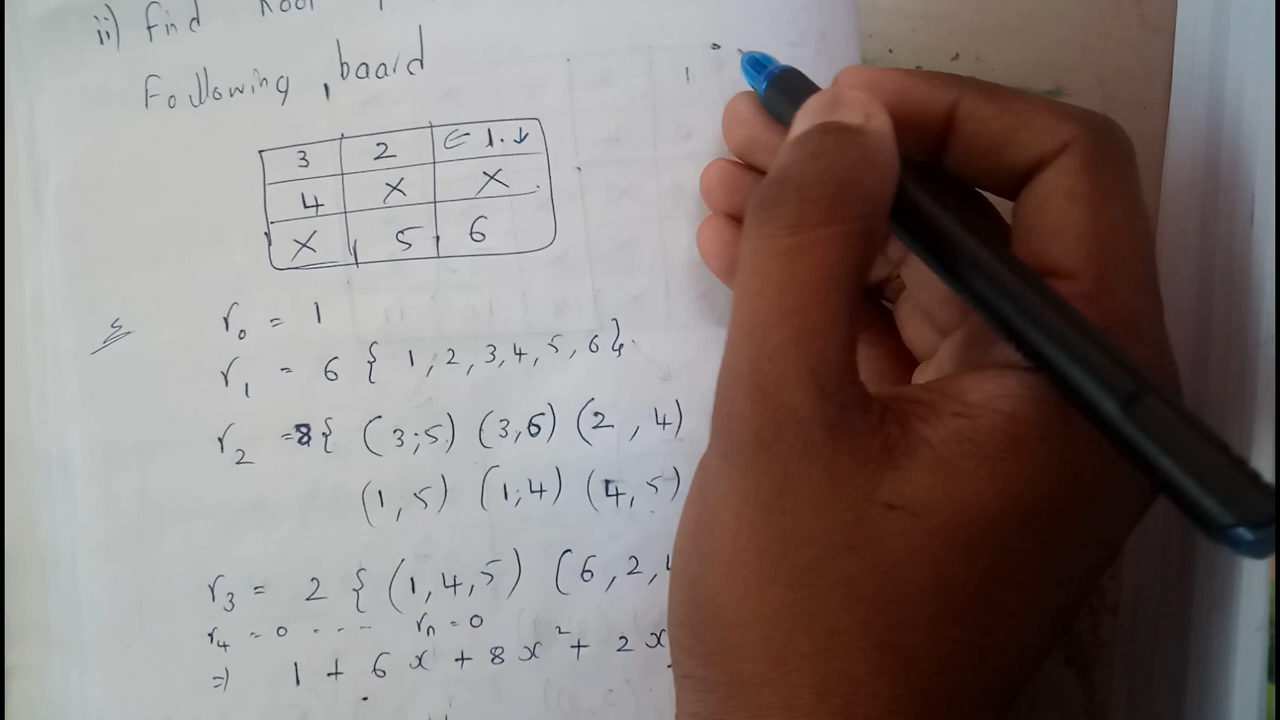 ii) Find
Following board
3 2 ← 1. ↓
4 X X
X 5 6
r₀ = 1
r₁ = 6 { 1, 2, 3, 4, 5, 6 }.
r₂ = 8 { (3,5) (3,6) (2, 4)
(1, 5) (1,4) (4, 5)
r₃ = 2 { (1,4,5) (6, 2,
r₄ = 0 - - - rₙ = 0
=) 1 + 6x + 8x² + 2x
1